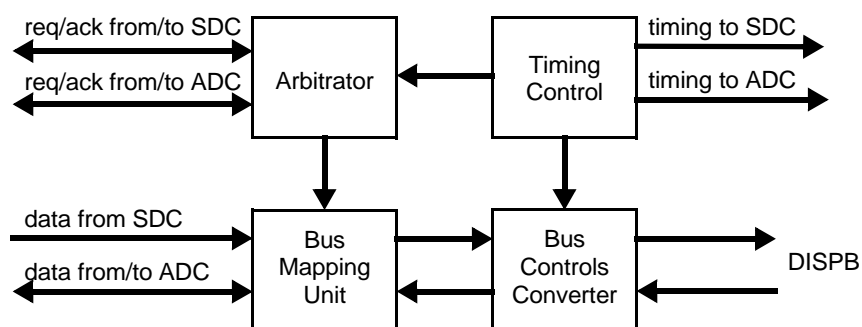 req/ack from/to SDC
req/ack from/to ADC
Arbitrator
Timing
Control
timing to SDC
timing to ADC
data from SDC
data from/to ADC
Bus
Mapping
Unit
Bus
Controls
Converter
DISPB